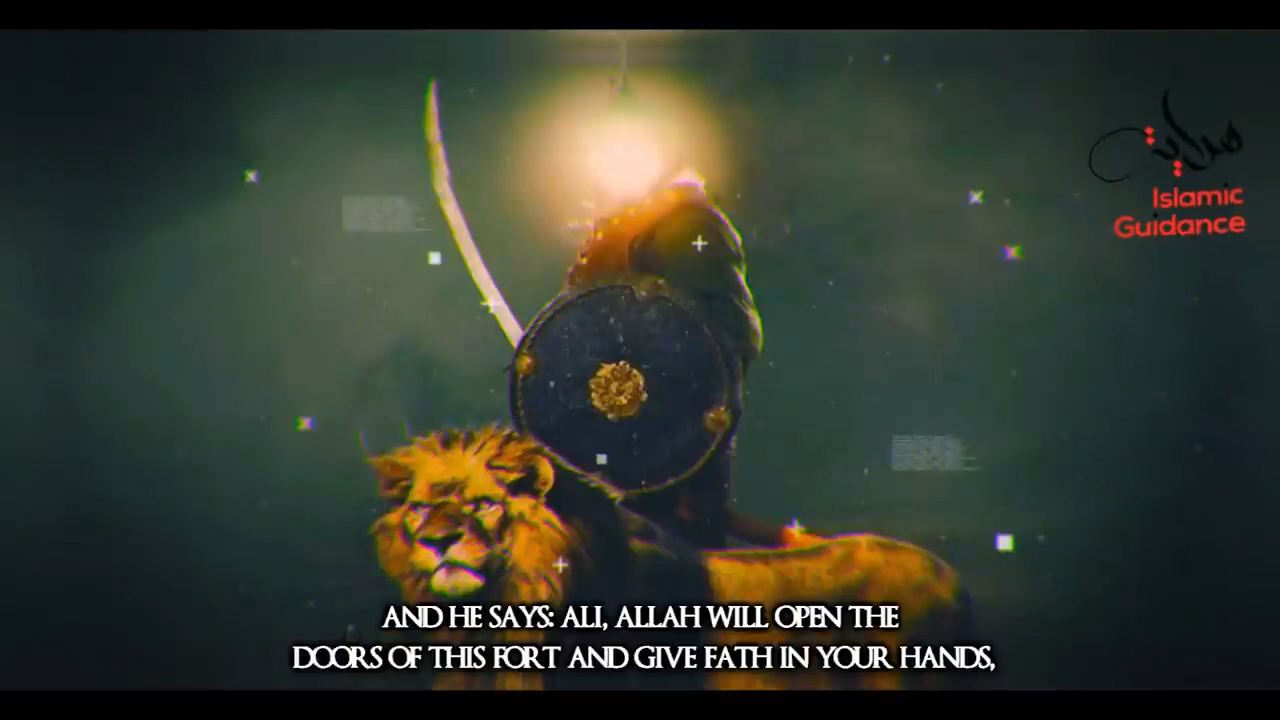 هداية
Islamic
Guidance
AND HE SAYS: ALI, ALLAH WILL OPEN THE
DOORS OF THIS FORT AND GIVE FATH IN YOUR HANDS,